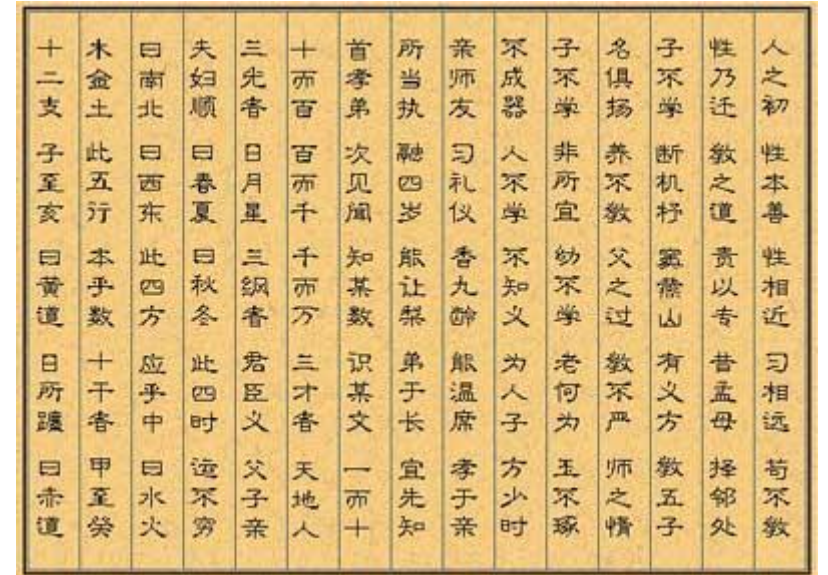 人之初 性本善 性相近 习相远 苟不教
性乃迁 教之道 贵以专 昔孟母 择邻处
子不学 断机杼 窦燕山 有义方 教五子
名俱扬 养不教 父之过 教不严 师之惰
子不学 非所宜 幼不学 老何为 玉不琢
不成器 人不学 不知义 为人子 方少时
亲师友 习礼仪 香九龄 能温席 孝于亲
所当执 融四岁 能让梨 弟于长 宜先知
首孝弟 次见闻 知某数 识某文 一而十
十而百 百而千 千而万 三才者 天地人
三光者 日月星 三纲者 君臣义 父子亲
夫妇顺 曰春夏 曰秋冬 此四时 运不穷
曰南北 曰西东 此四方 应乎中 曰水火
木金土 此五行 本乎数 十干者 甲至癸
十二支 子至亥 曰黄道 日所躔 曰赤道